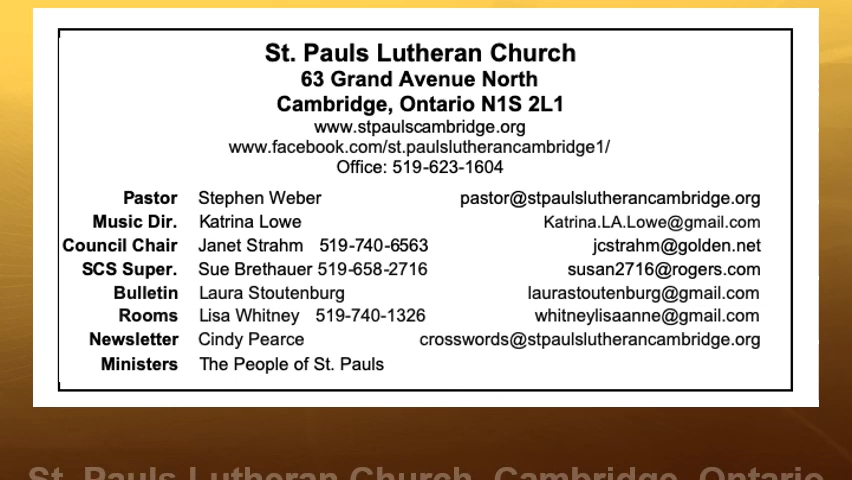 St. Pauls Lutheran Church
63 Grand Avenue North
Cambridge, Ontario N1S 2L1
www.stpaulscambridge.org
www.facebook.com/st.paulslutherancambridge1/
Office: 519-623-1604
Pastor Stephen Weber pastor@stpaulslutherancambridge.org
Music Dir. Katrina Lowe Katrina.LA.Lowe@gmail.com
Council Chair Janet Strahm 519-740-6563 jcstrahm@golden.net
SCS Super. Sue Brethauer 519-658-2716 susan2716@rogers.com
Bulletin Laura Stoutenburg laurastoutenburg@gmail.com
Rooms Lisa Whitney 519-740-1326 whitneylisaanne@gmail.com
Newsletter Cindy Pearce crosswords@stpaulslutherancambridge.org
Ministers The People of St. Pauls
St. Pauls Lutheran Church, Cambridge, Ontario